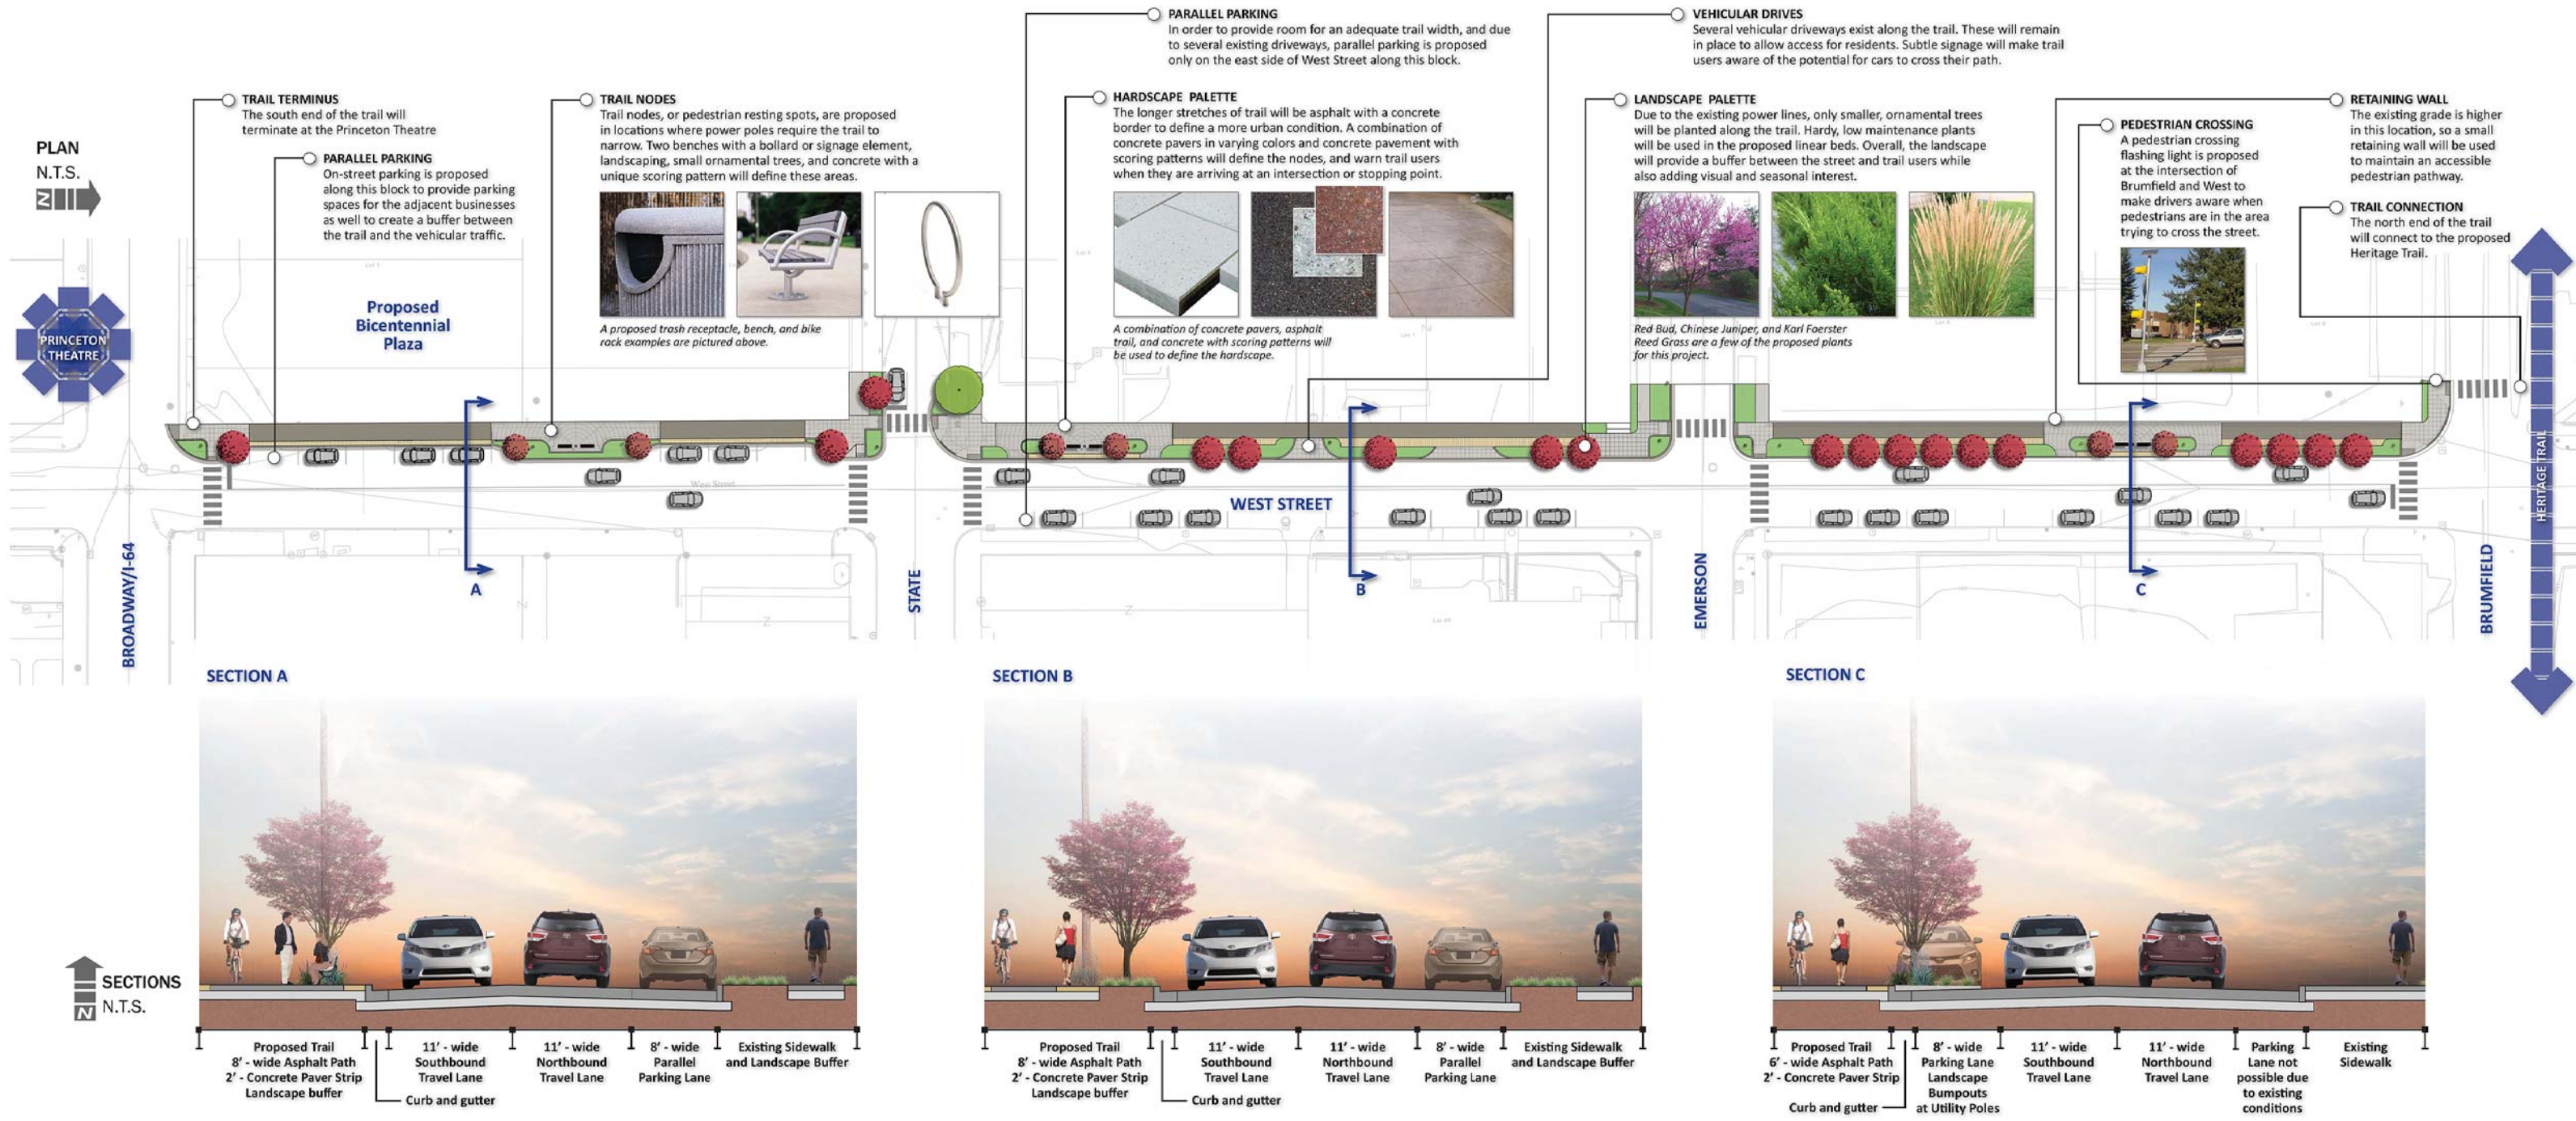 PARALLEL PARKING
In order to provide room for an adequate trail width, and due
to several existing driveways, parallel parking is proposed
only on the east side of West Street along this block.
VEHICULAR DRIVES
Several vehicular driveways exist along the trail. These will remain
in place to allow access for residents. Subtle signage will make trail
users aware of the potential for cars to cross their path.
PLAN
N.T.S.
N
TRAIL TERMINUS
The south end of the trail will
terminate at the Princeton Theatre
PARALLEL PARKING
On-street parking is proposed
along this block to provide parking
spaces for the adjacent businesses
as well to create a buffer between
the trail and the vehicular traffic.
TRAIL NODES
Trail nodes, or pedestrian resting spots, are proposed
in locations where power poles require the trail to
narrow. Two benches with a bollard or signage element,
landscaping, small ornamental trees, and concrete with a
unique scoring pattern will define these areas.
A proposed trash receptacle, bench, and bike
rack examples are pictured above.
HARDSCAPE PALETTE
The longer stretches of trail will be asphalt with a concrete
border to define a more urban condition. A combination of
concrete pavers in varying colors and concrete pavement with
scoring patterns will define the nodes, and warn trail users
when they are arriving at an intersection or stopping point.
A combination of concrete pavers, asphalt
trail, and concrete with scoring patterns will
be used to define the hardscape.
LANDSCAPE PALETTE
Due to the existing power lines, only smaller, ornamental trees
will be planted along the trail. Hardy, low maintenance plants
will be used in the proposed linear beds. Overall, the landscape
will provide a buffer between the street and trail users while
also adding visual and seasonal interest.
Red Bud, Chinese Juniper, and Karl Foerster
Reed Grass are a few of the proposed plants
for this project.
PEDESTRIAN CROSSING
A pedestrian crossing
flashing light is proposed
at the intersection of
Brumfield and West to
make drivers aware when
pedestrians are in the area
trying to cross the street.
RETAINING WALL
The existing grade is higher
in this location, so a small
retaining wall will be used
to maintain an accessible
pedestrian pathway.
TRAIL CONNECTION
The north end of the trail
will connect to the proposed
Heritage Trail.
PRINCETON
THEATRE
Proposed
Bicentennial
Plaza
West Street
WEST STREET
BROADWAY/I-64
A
STATE
B
EMERSON
C
BRUMFIELD
HERITAGE TRAIL
SECTION A
SECTION B
SECTION C
SECTIONS
N N.T.S.
Proposed Trail
8' - wide Asphalt Path
2' - Concrete Paver Strip
Landscape buffer
Curb and gutter
11' - wide
Southbound
Travel Lane
11' - wide
Northbound
Travel Lane
8' - wide
Parallel
Parking Lane
Existing Sidewalk
and Landscape Buffer
Proposed Trail
8' - wide Asphalt Path
2' - Concrete Paver Strip
Landscape buffer
Curb and gutter
11' - wide
Southbound
Travel Lane
11' - wide
Northbound
Travel Lane
8' - wide
Parallel
Parking Lane
Existing Sidewalk
and Landscape Buffer
Proposed Trail
6' - wide Asphalt Path
2' - Concrete Paver Strip
Curb and gutter
8' - wide
Parking Lane
Landscape
Bumpouts
at Utility Poles
11' - wide
Southbound
Travel Lane
11' - wide
Northbound
Travel Lane
Parking
Lane not
possible due
to existing
conditions
Existing
Sidewalk